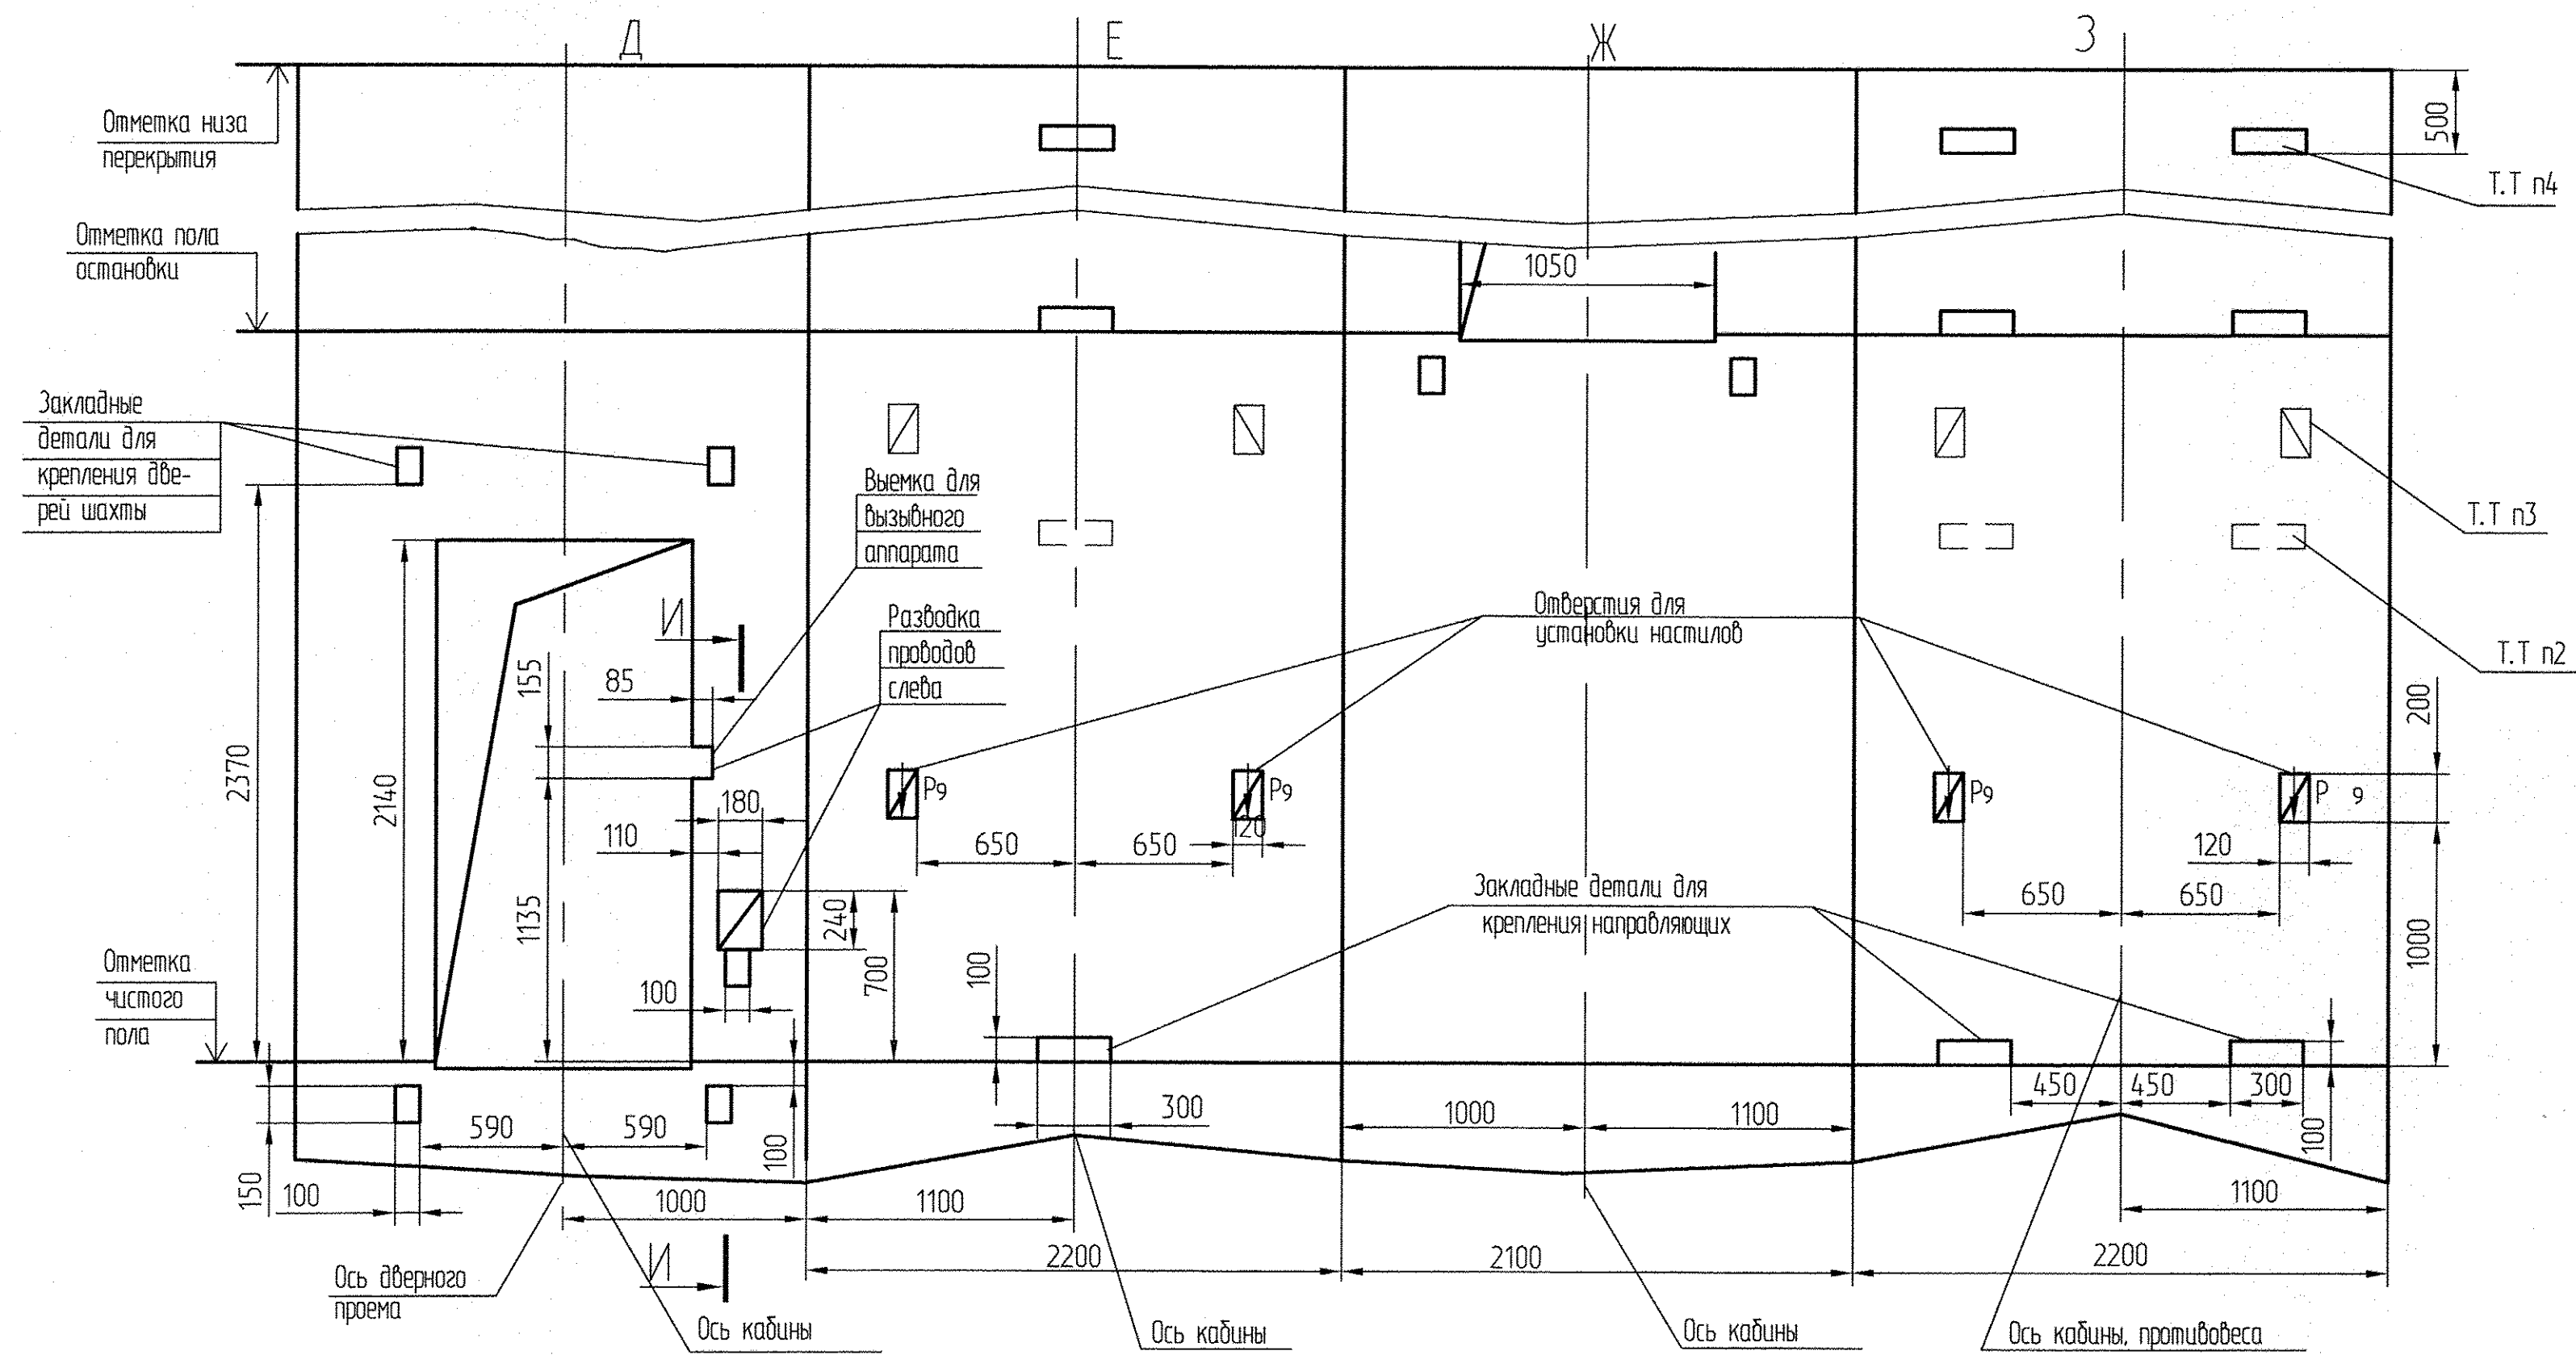 Д
Е
Ж
З
Отметка низа
перекрытия
500
Т.Т п4
Отметка пола
остановки
1050
Закладные
детали для
крепления две-
рей шахты
Выемка для
вызывного
аппарата
Т.Т п3
Отверстия для
установки настилов
Разводка
проводов
слева
И
Т.Т п2
155
85
200
2370
2140
180
110
Р9
Р9
120
Р9
Р 9
650
650
120
650
650
1135
240
700
100
Закладные детали для
крепления направляющих
1000
Отметка
чистого
пола
100
300
450
450
300
100
590
590
100
1000
1100
150
100
1000
1100
1100
2200
2100
2200
И
Ось дверного
проема
Ось кабины
Ось кабины
Ось кабины
Ось кабины, противовеса